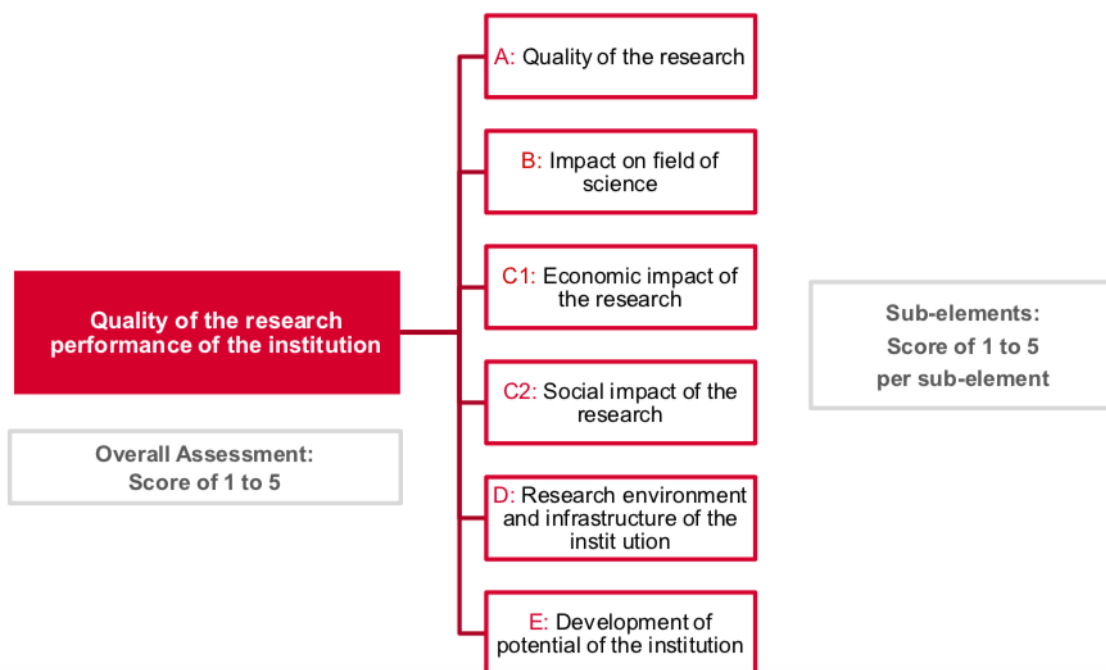 A: Quality of the research
B: Impact on field of
science
C1: Economic impact of
the research
Quality of the research
performance of the institution
Sub-elements:
Score of 1 to 5
per sub-element
C2: Social impact of the
research
Overall Assessment:
Score of 1 to 5
D: Research environment
and infrastructure of the
instit ution
E: Development of
potential of the institution